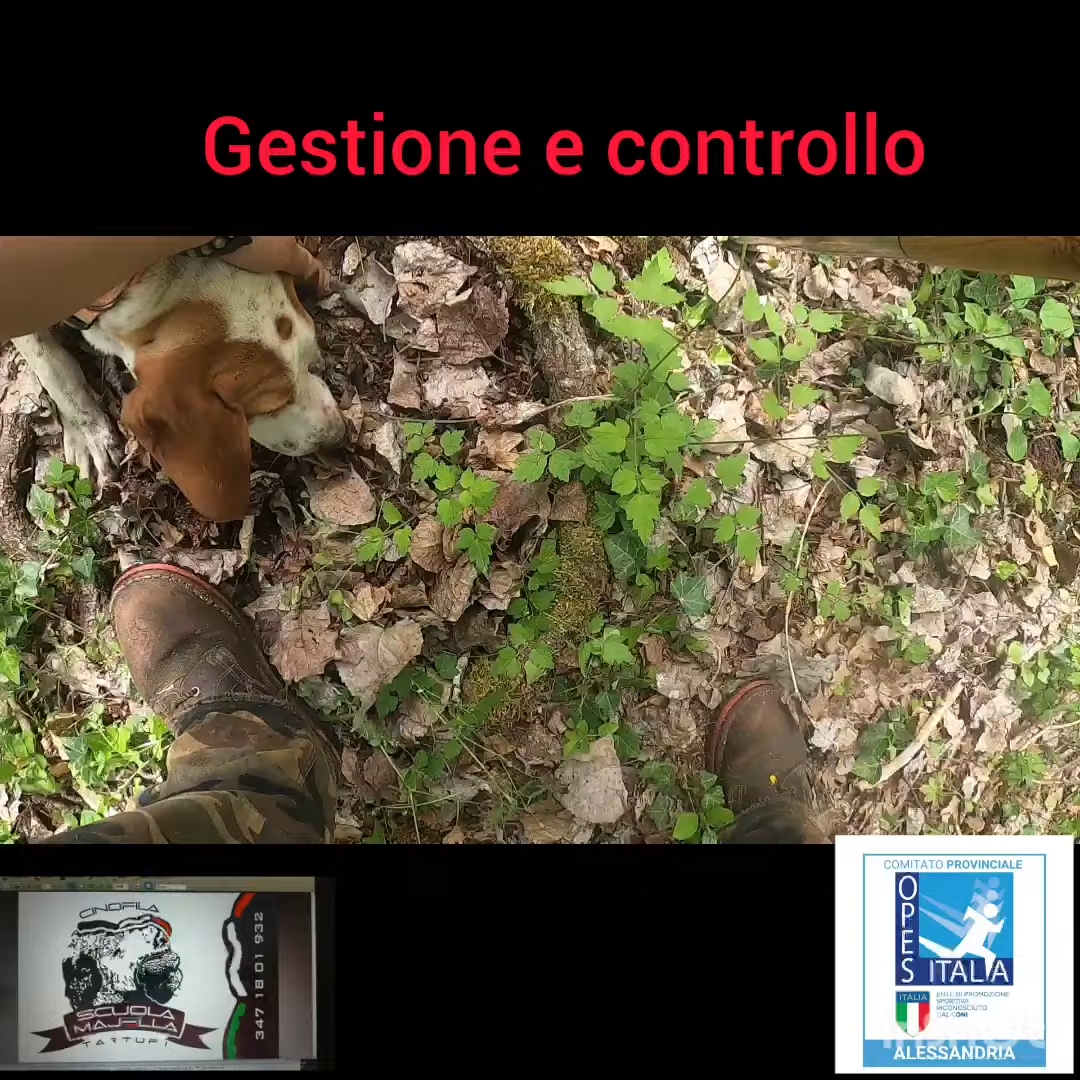 Gestione e controllo
CINOFILA
SCUOLA
MAJELLA
TARTUFI
347 18 01 932
COMITATO PROVINCIALE
OPES
ITALIA
ITALIA
ENTE DI PROMOZIONE
SPORTIVA
RICONOSCIUTO
DAL CONI
ALESSANDRIA